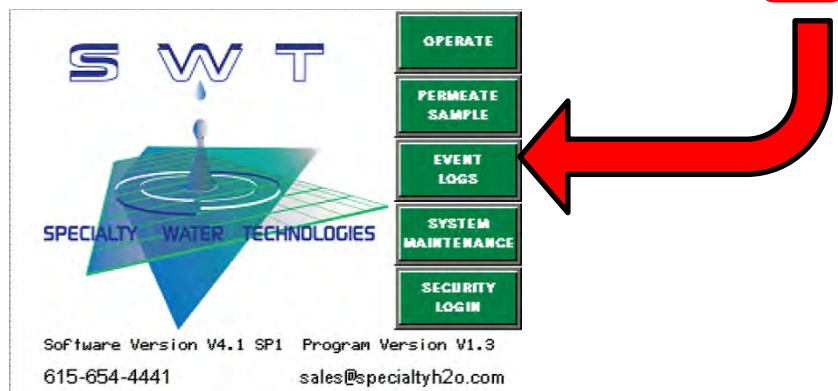 S W T
SPECIALTY WATER TECHNOLOGIES
OPERATE
PERMEATE
SAMPLE
EVENT
LOGS
SYSTEM
MAINTENANCE
SECURITY
LOGIN
Software Version V4.1 SP1 Program Version V1.3
615-654-4441 sales@specialtyh2o.com